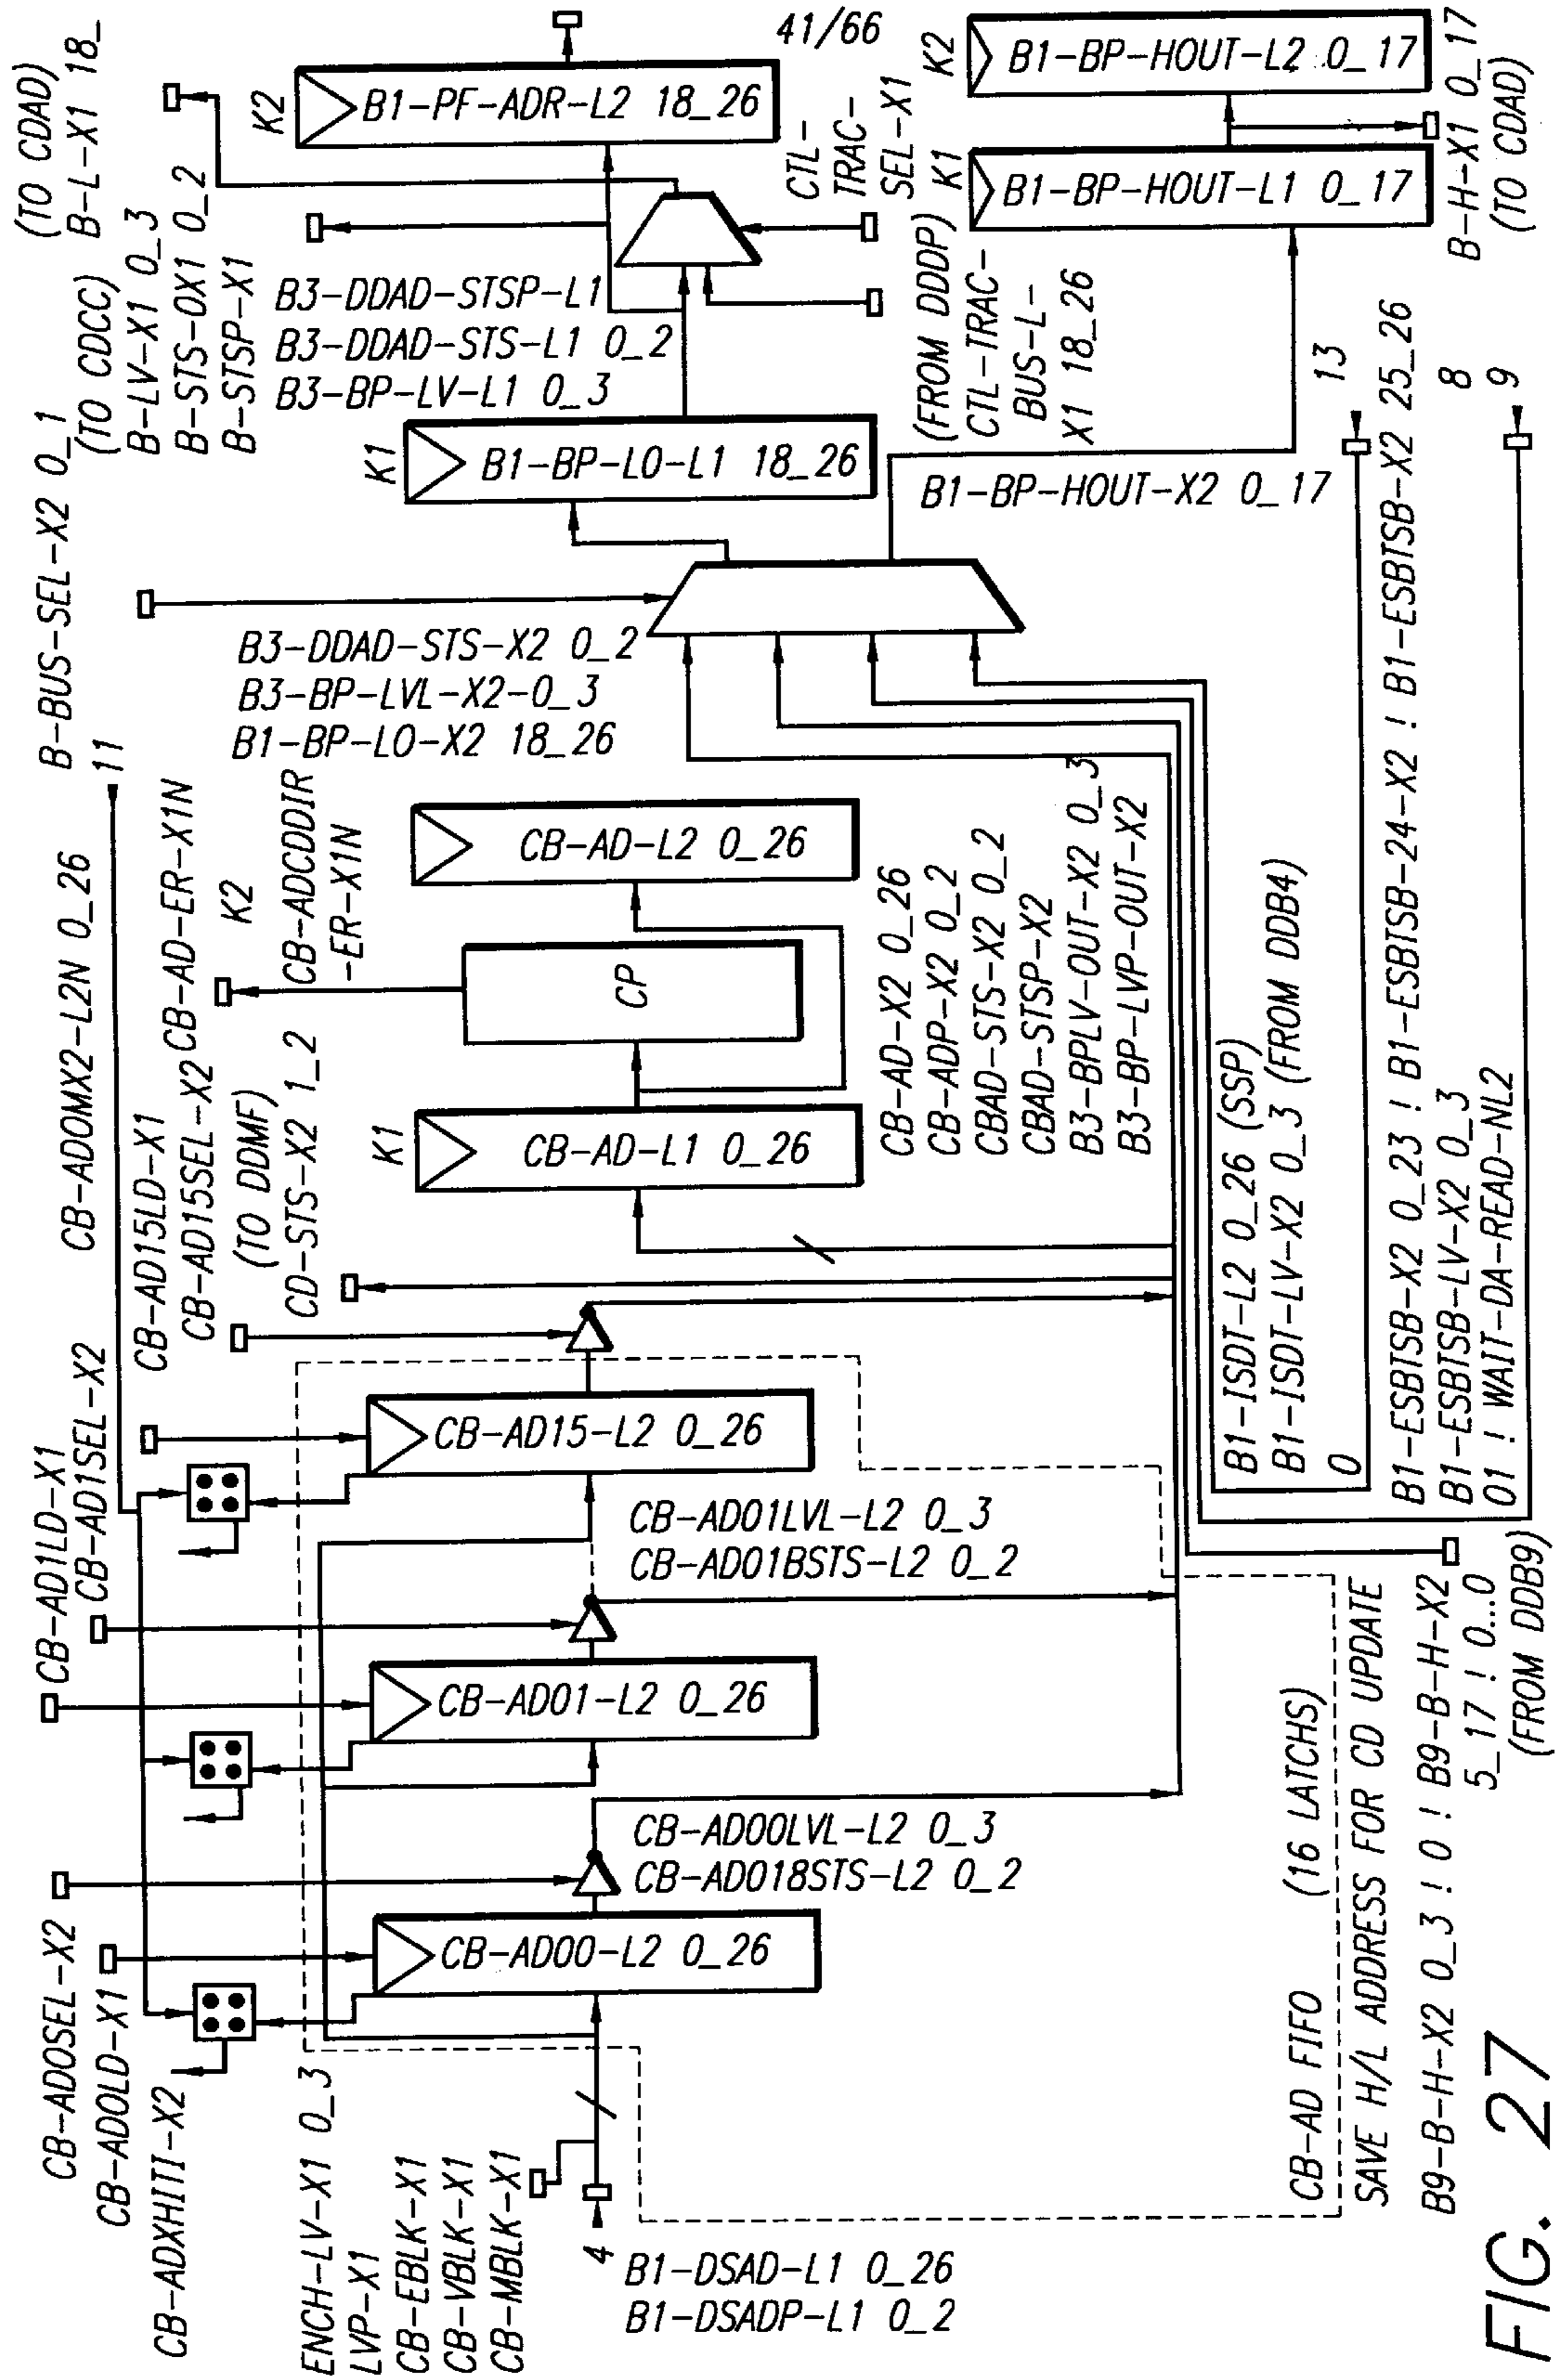 B-BUS-SEL-X2 0_1
(TO CDCC)
B-LV-X1 0_3
B-STS-0X1 0_2
B-STSP-X1
(TO CDAD)
B-L-X1 18_
K2
B1-PF-ADR-L2 18_26
41/66
11
CB-ADOMX2-L2N 0_26
B3-DDAD-STSP-L1
B3-DDAD-STS-L1 0_2
B3-BP-LV-L1 0_3
CTL-
TRAC-
SEL-X1
K1
B1-BP-LO-L1 18_26
(FROM DDDP)
CTL-TRAC-
BUS-L-
X1 18_26
K1
B1-BP-HOUT-L1 0_17
K2
B1-BP-HOUT-L2 0_17
B-H-X1 0_17
(TO CDAD)
B1-BP-HOUT-X2 0_17
B3-DDAD-STS-X2 0_2
B3-BP-LVL-X2-0_3
B1-BP-LO-X2 18_26
CB-AD15LD-X1
CB-AD15SEL-X2
CB-AD-ER-X1N
(TO DDMF)
CD-STS-X2 1_2
K2
CB-ADCDDIR
-ER-X1N
CB-AD-L2 0_26
CP
K1
CB-AD-L1 0_26
CB-AD-X2 0_26
CB-ADP-X2 0_2
CBAD-STS-X2 0_2
CBAD-STSP-X2
B3-BPLV-OUT-X2 0_3
B3-BP-LVP-OUT-X2
13
B1-ISDT-L2 0_26 (SSP)
B1-ISDT-LV-X2 0_3 (FROM DDB4)
0
B1-ESBTSB-X2 0_23 ! B1-ESBTSB-24-X2 ! B1-ESBTSB-X2 25_26
B1-ESBTSB-LV-X2 0_3
8
01 ! WAIT-DA-READ-NL2
9
CB-AD1LD-X1
CB-AD1SEL-X2
CB-AD15-L2 0_26
CB-AD01LVL-L2 0_3
CB-AD01BSTS-L2 0_2
CB-AD01-L2 0_26
CB-AD00LVL-L2 0_3
CB-AD018STS-L2 0_2
CB-AD0SEL-X2
CB-AD0LD-X1
CB-ADXHITI-X2
CB-AD00-L2 0_26
ENCH-LV-X1 0_3
LVP-X1
CB-EBLK-X1
CB-VBLK-X1
CB-MBLK-X1
4
B1-DSAD-L1 0_26
B1-DSADP-L1 0_2
CB-AD FIFO (16 LATCHS)
SAVE H/L ADDRESS FOR CD UPDATE
B9-B-H-X2 0_3 ! 0 ! B9-B-H-X2
5_17 ! 0...0
(FROM DDB9)
FIG. 27